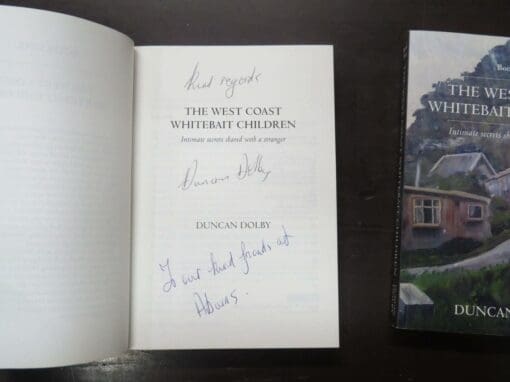 Kind regards
THE WEST COAST
WHITEBAIT CHILDREN
Intimate secrets shared with a stranger
Duncan Dolby
DUNCAN DOLBY
To our kind friends at
THE WES
WHITEBAIT
Intimate secrets sh
DUNCAN